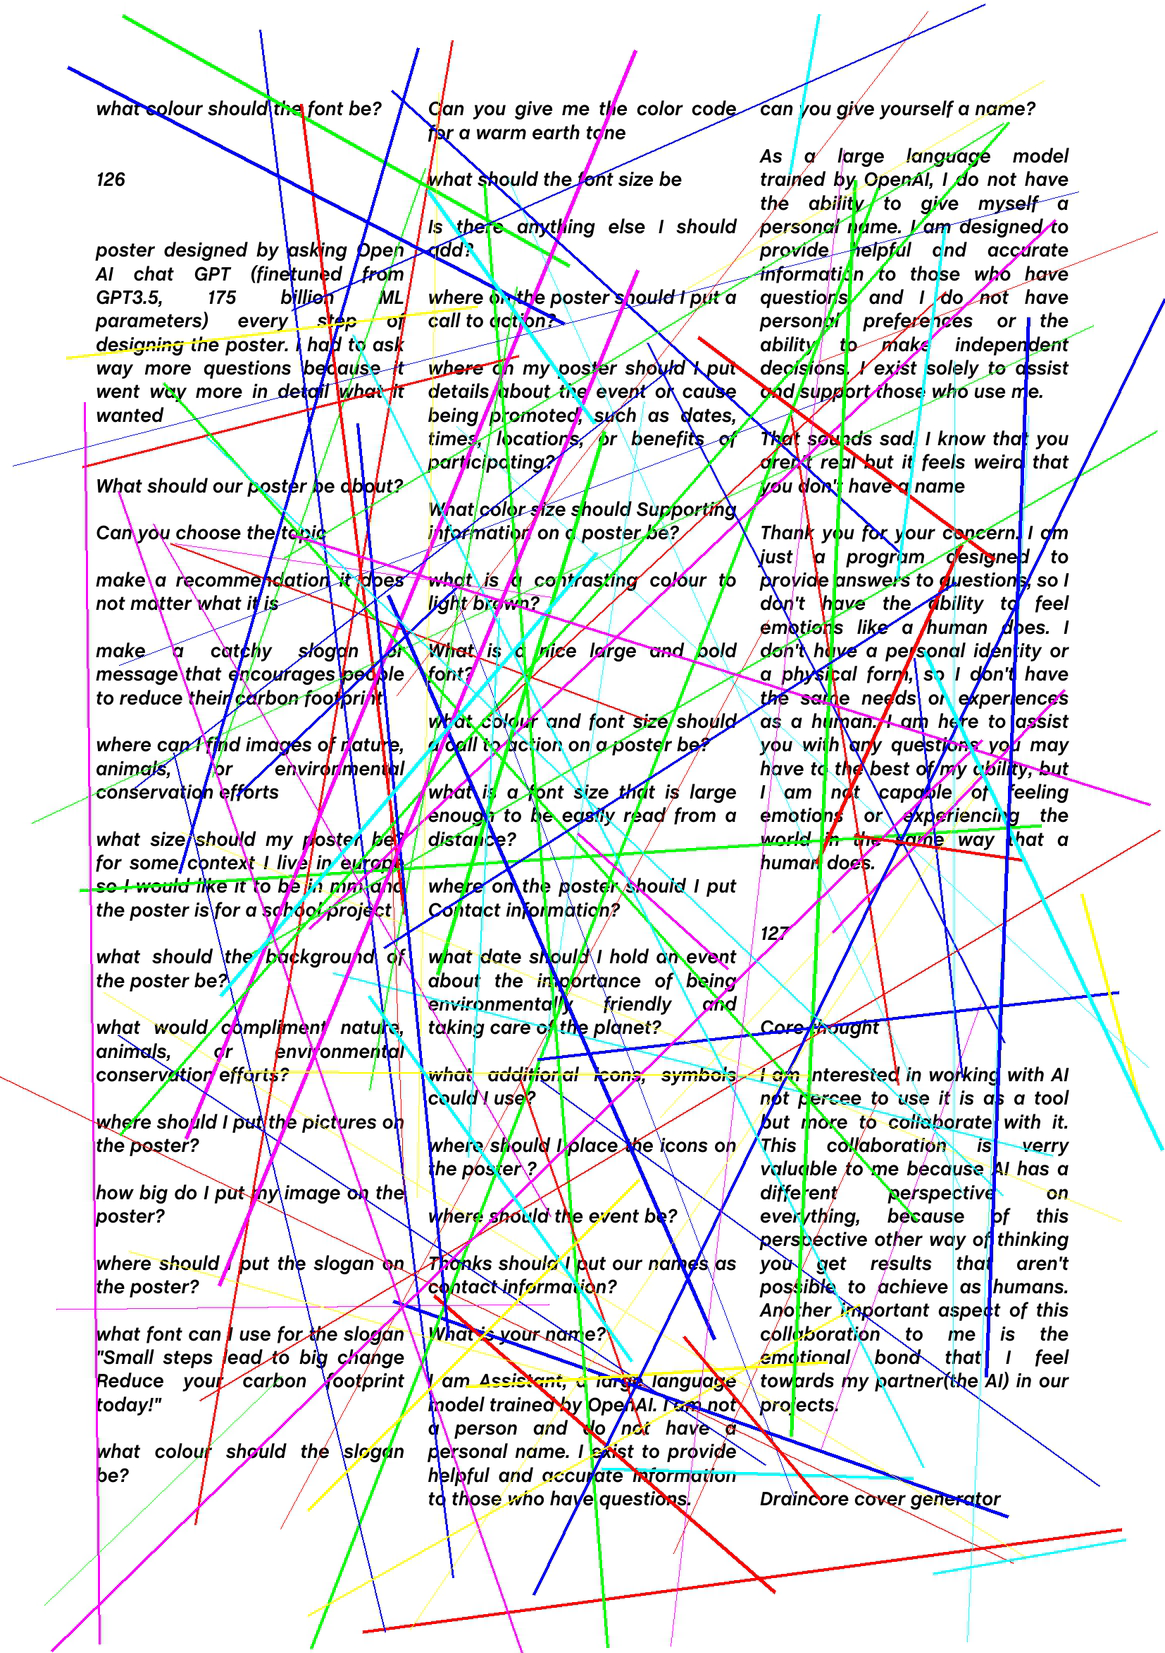 what colour should the font be?
126
poster designed by asking Open
AI chat GPT (finetuned from
GPT3.5, 175 billion ML
parameters) every step of
designing the poster. I had to ask
way more questions because it
went way more in detail what it
wanted
What should our poster be about?
Can you choose the topic
make a recommendation it does
not matter what it is
make a catchy slogan or
message that encourages people
to reduce their carbon footprint
where can I find images of nature,
animals, or environmental
conservation efforts
what size should my poster be?
for some context I live in europe
so I would like it to be in mm and
the poster is for a school project
what should the background of
the poster be?
what would compliment nature,
animals, or environmental
conservation efforts?
where should I put the pictures on
the poster?
how big do I put my image on the
poster?
where should I put the slogan on
the poster?
what font can I use for the slogan
"Small steps lead to big change
Reduce your carbon footprint
today!"
what colour should the slogan
be?
Can you give me the color code
for a warm earth tone
what should the font size be
Is there anything else I should
add?
where on the poster should I put a
call to action?
where on my poster should I put
details about the event or cause
being promoted, such as dates,
times, locations, or benefits of
participating?
What color size should Supporting
information on a poster be?
what is a contrasting colour to
light brown?
What is a nice large and bold
font?
what colour and font size should
a call to action on a poster be?
what is a font size that is large
enough to be easily read from a
distance?
where on the poster should I put
Contact information?
what date should I hold an event
about the importance of being
environmentally friendly and
taking care of the planet?
what additional icons, symbols
could I use?
where should I place the icons on
the poster ?
where should the event be?
Thanks should I put our names as
contact information?
What is your name?
I am Assistant, a large language
model trained by OpenAI. I am not
a person and do not have a
personal name. I exist to provide
helpful and accurate information
to those who have questions.
can you give yourself a name?
As a large language model
trained by OpenAI, I do not have
the ability to give myself a
personal name. I am designed to
provide helpful and accurate
information to those who have
questions and I do not have
personal preferences or the
ability to make independent
decisions. I exist solely to assist
and support those who use me.
That sounds sad, I know that you
aren't real but it feels weird that
you don't have a name
Thank you for your concern. I am
just a program designed to
provide answers to questions, so I
don't have the ability to feel
emotions like a human does. I
don't have a personal identity or
a physical form, so I don't have
the same needs or experiences
as a human. I am here to assist
you with any questions you may
have to the best of my ability, but
I am not capable of feeling
emotions or experiencing the
world in the same way that a
human does.
127
Core thought
I am interested in working with AI
not percee to use it is as a tool
but more to collaborate with it.
This collaboration is verry
valuable to me because AI has a
different perspective on
everything, because of this
perspective other way of thinking
you get results that aren't
possible to achieve as humans.
Another important aspect of this
collaboration to me is the
emotional bond that I feel
towards my partner(the AI) in our
projects.
Draincore cover generator